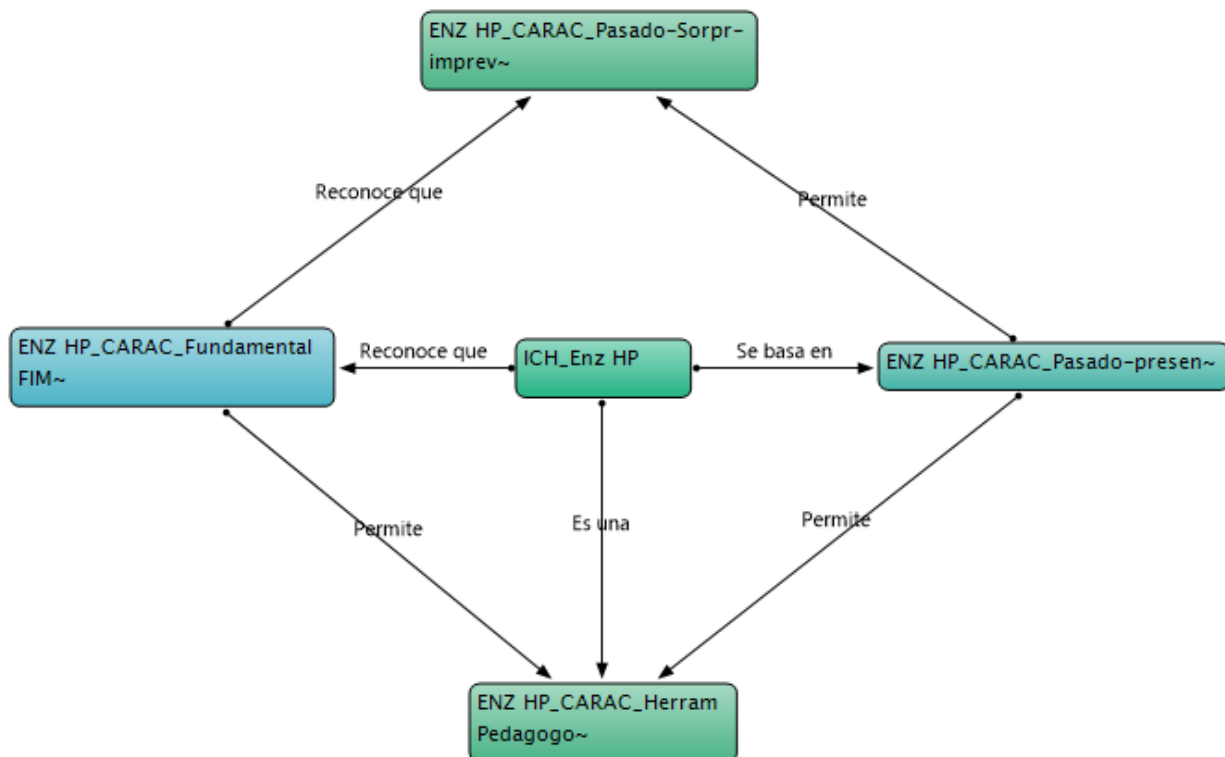 ENZ HP_CARAC_Pasado-Sorpr-
imprev~
Reconoce que
Permite
ENZ HP_CARAC_Fundamental
FIM~
Reconoce que
ICH_Enz HP
Se basa en
ENZ HP_CARAC_Pasado-presen~
Permite
Es una
Permite
ENZ HP_CARAC_Herram
Pedagogo~